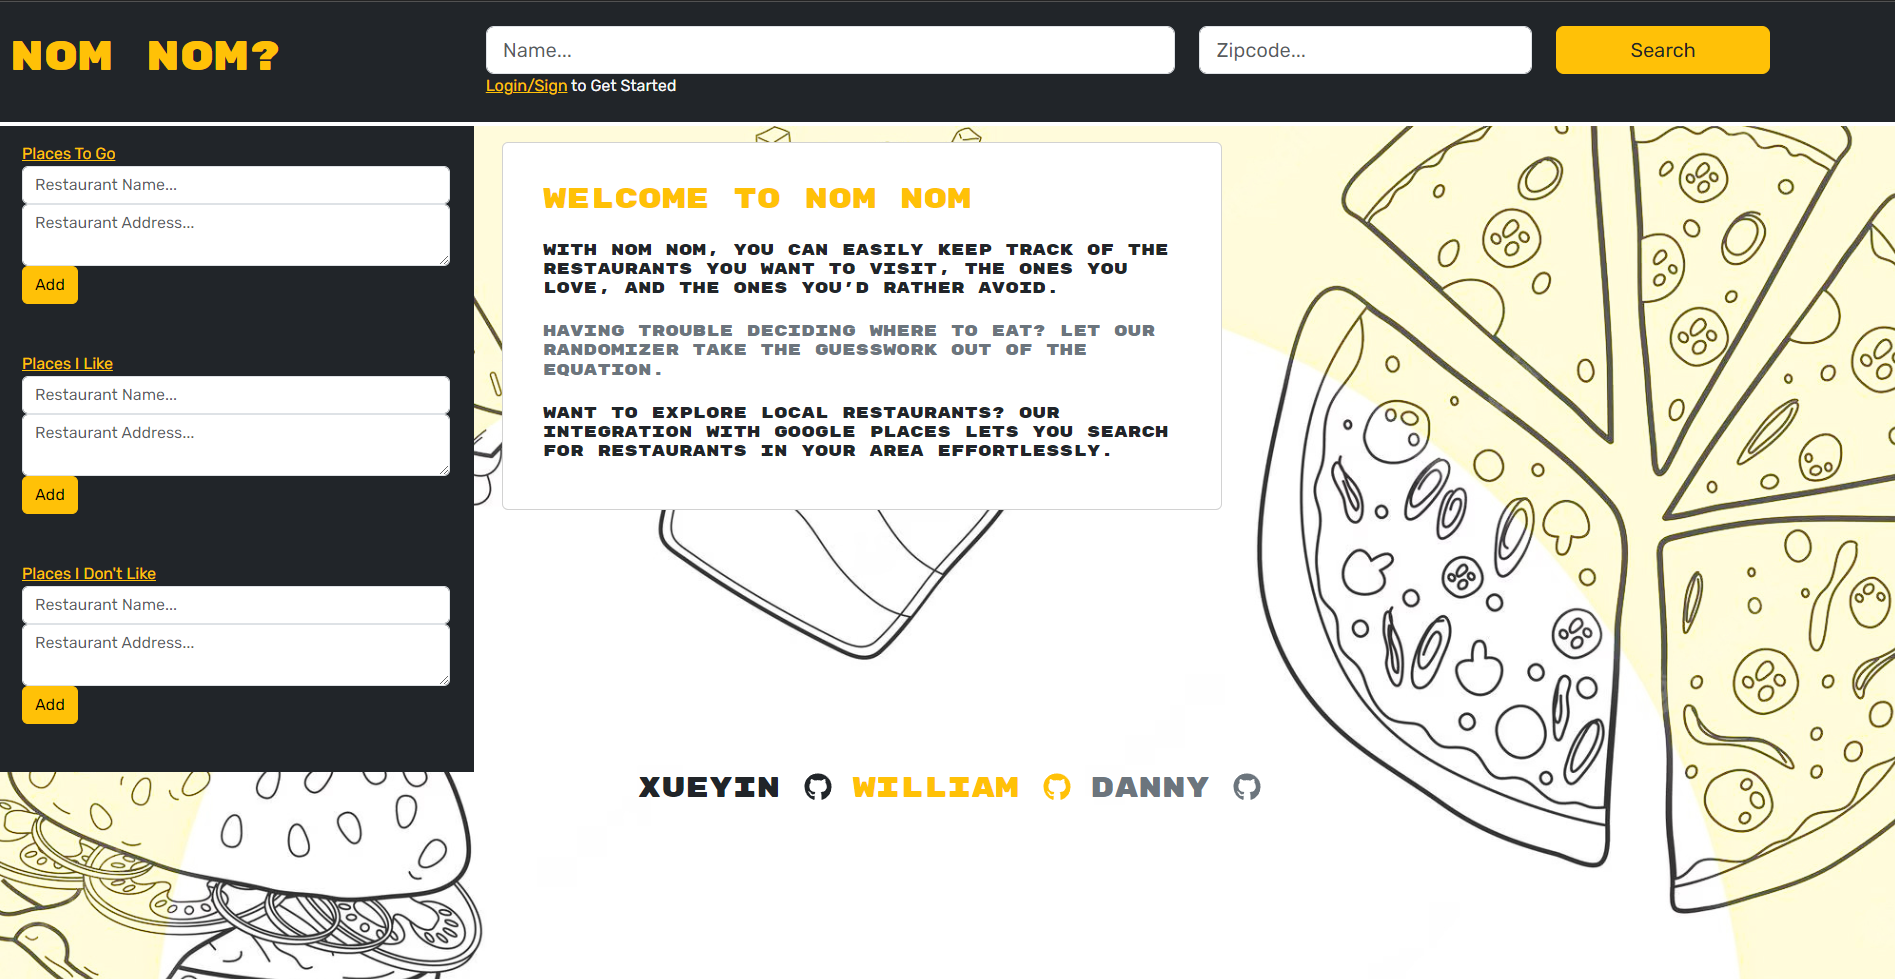 NOM NOM?
Name...
Zipcode...
Search
Login/Sign to Get Started
Places To Go
Restaurant Name...
Restaurant Address...
Add
Places I Like
Restaurant Name...
Restaurant Address...
Add
Places I Don't Like
Restaurant Name...
Restaurant Address...
Add
WELCOME TO NOM NOM
WITH NOM NOM, YOU CAN EASILY KEEP TRACK OF THE
RESTAURANTS YOU WANT TO VISIT, THE ONES YOU
LOVE, AND THE ONES YOU’D RATHER AVOID.
HAVING TROUBLE DECIDING WHERE TO EAT? LET OUR
RANDOMIZER TAKE THE GUESSWORK OUT OF THE
EQUATION.
WANT TO EXPLORE LOCAL RESTAURANTS? OUR
INTEGRATION WITH GOOGLE PLACES LETS YOU SEARCH
FOR RESTAURANTS IN YOUR AREA EFFORTLESSLY.
XUEYIN WILLIAM DANNY